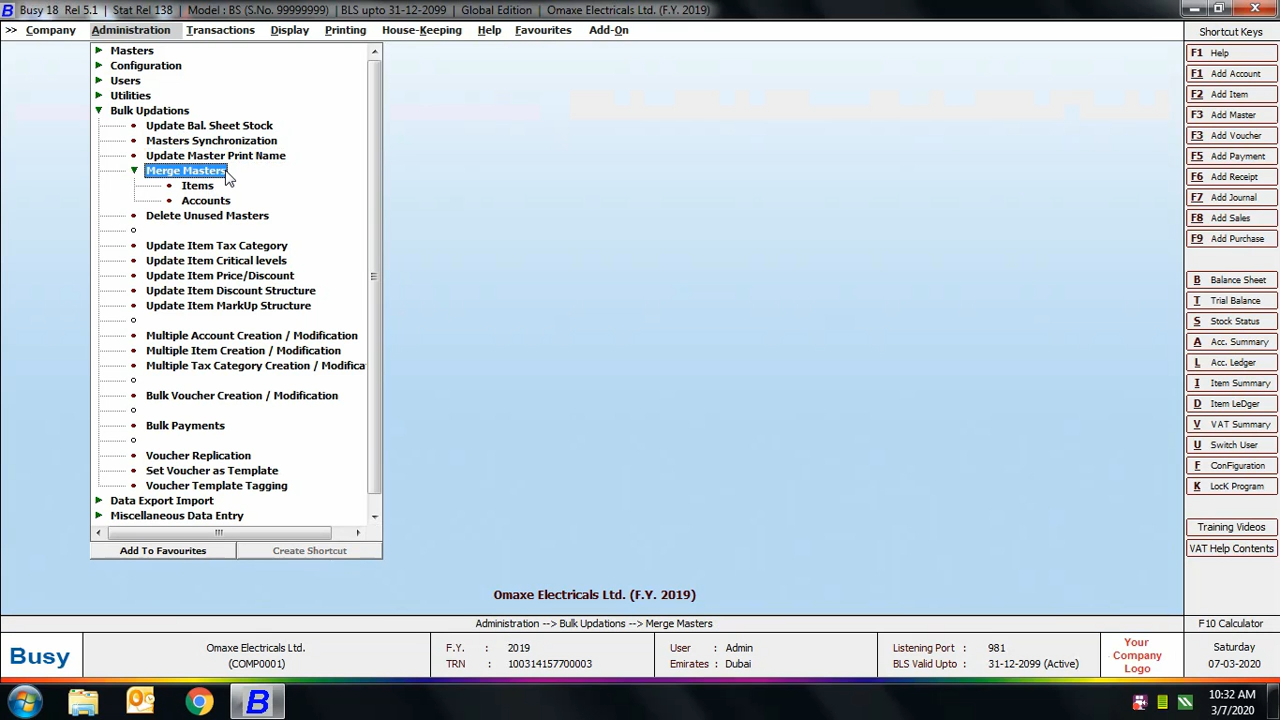 Busy 18 Rel 5.1 | Stat Rel 138 | Model : BS (S.No. 99999999) | BLS upto 31-12-2099 | Global Edition | Omaxe Electricals Ltd. (F.Y. 2019)
>> Company Administration Transactions Display Printing House-Keeping Help Favourites Add-On
Masters
Configuration
Users
Utilities
Bulk Updations
Update Bal. Sheet Stock
Masters Synchronization
Update Master Print Name
Merge Masters
Items
Accounts
Delete Unused Masters
Update Item Tax Category
Update Item Critical levels
Update Item Price/Discount
Update Item Discount Structure
Update Item MarkUp Structure
Multiple Account Creation / Modification
Multiple Item Creation / Modification
Multiple Tax Category Creation / Modifica
Bulk Voucher Creation / Modification
Bulk Payments
Voucher Replication
Set Voucher as Template
Voucher Template Tagging
Data Export Import
Miscellaneous Data Entry
Add To Favourites Create Shortcut
Shortcut Keys
F1 Help
F1 Add Account
F2 Add Item
F3 Add Master
F3 Add Voucher
F5 Add Payment
F6 Add Receipt
F7 Add Journal
F8 Add Sales
F9 Add Purchase
B Balance Sheet
T Trial Balance
S Stock Status
A Acc. Summary
L Acc. Ledger
I Item Summary
D Item LeDger
V VAT Summary
U Switch User
F ConFiguration
K LocK Program
Training Videos
VAT Help Contents
Omaxe Electricals Ltd. (F.Y. 2019)
Administration --> Bulk Updations --> Merge Masters
F10 Calculator
Busy
Omaxe Electricals Ltd.
(COMP0001)
F.Y. : 2019
TRN : 100314157700003
User : Admin
Emirates : Dubai
Listening Port : 981
BLS Valid Upto : 31-12-2099 (Active)
Your
Company
Logo
Saturday
07-03-2020
10:32 AM
3/7/2020